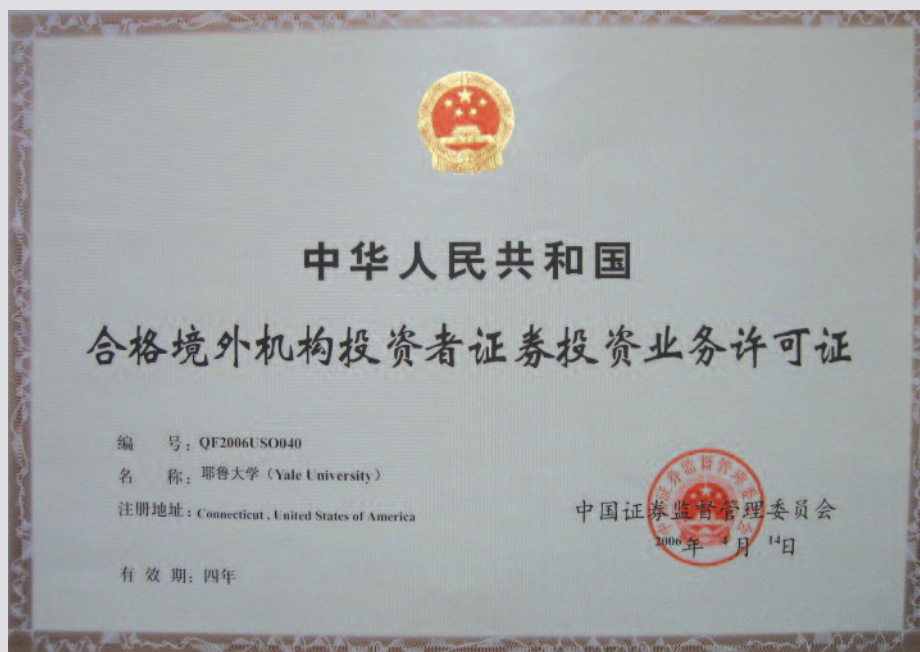 中华人民共和国
合格境外机构投资者证券投资业务许可证
编 号：QF2006USO040
名 称：耶鲁大学（Yale University）
注册地址：Connecticut , United States of America
中国证券监督管理委员会
2006年 4 月 14日
有 效 期：四年